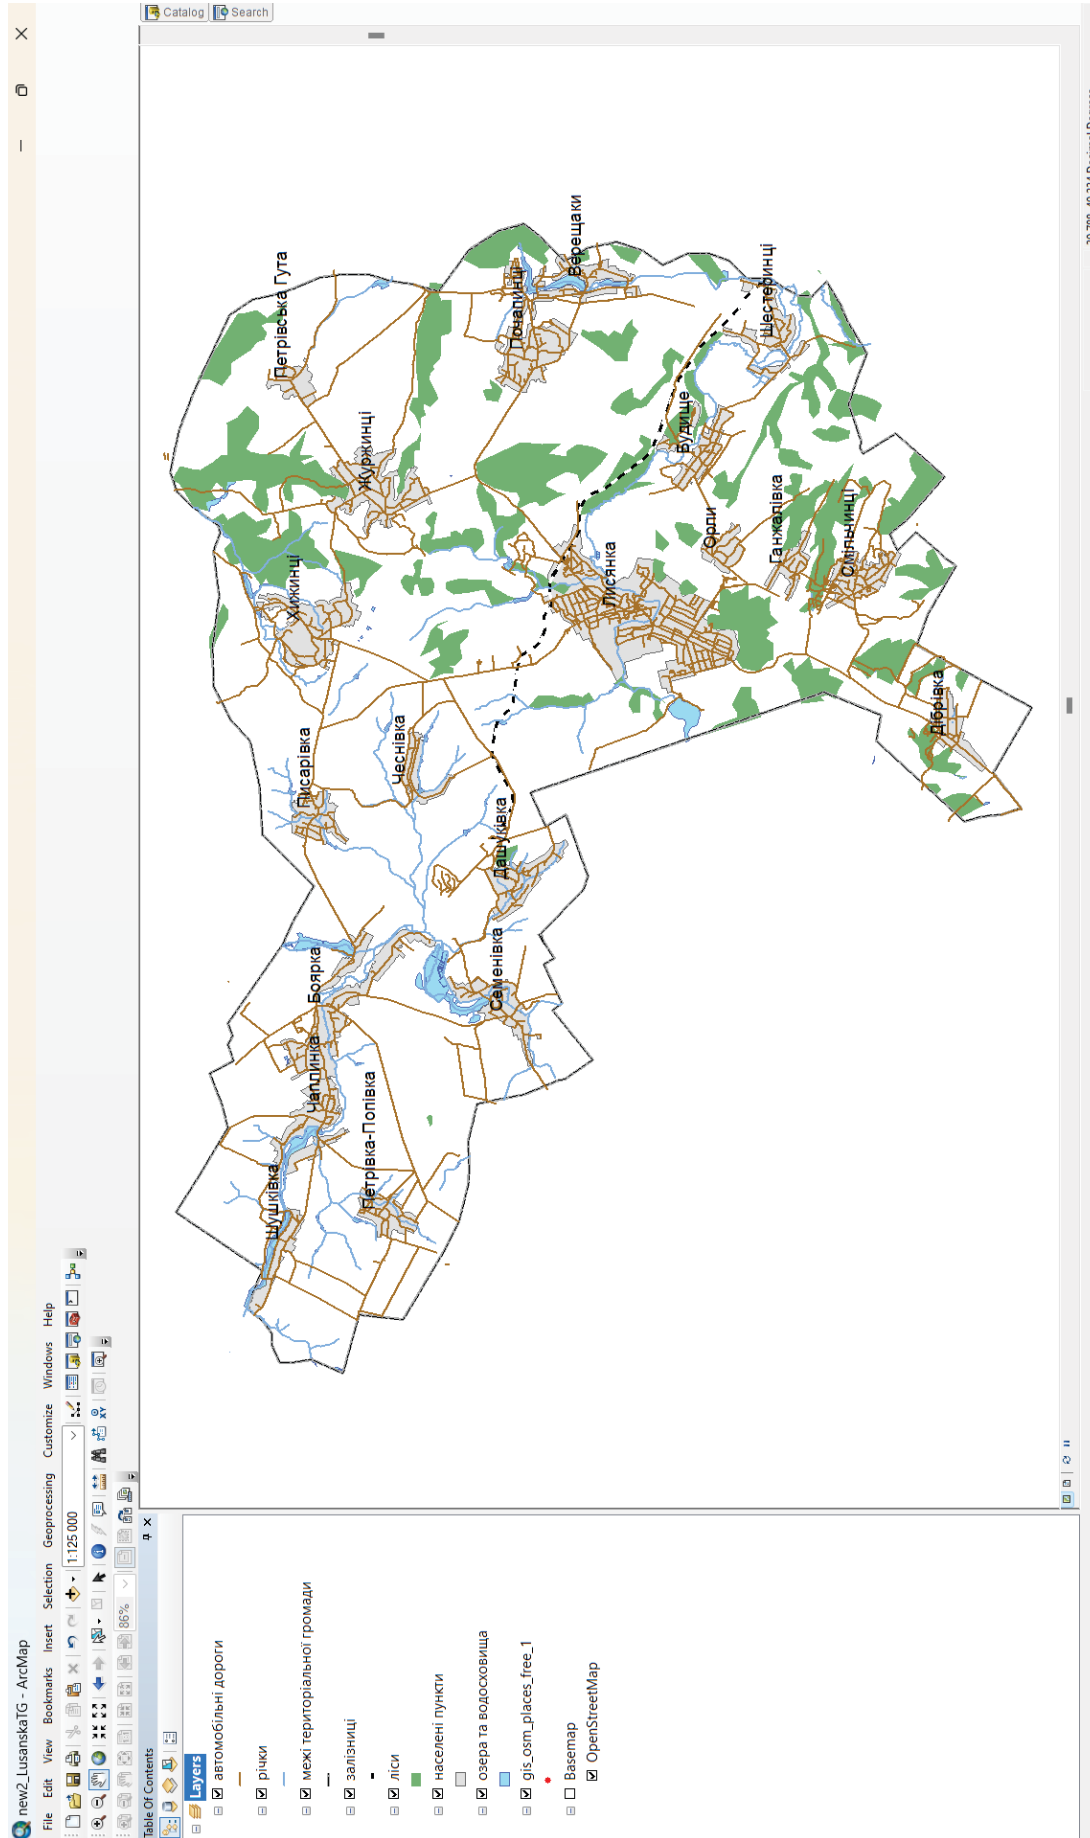 new2_LusanskaTG - ArcMap
File Edit View Bookmarks Insert Selection Geoprocessing Customize Windows Help
1:125 000
86%
Table Of Contents
Layers
автомобільні дороги
річки
межі територіальної громади
залізниці
ліси
населені пункти
озера та водосховища
gis_osm_places_free_1
Basemap
OpenStreetMap
Catalog
Search
Шушківка
Чаплинка
Боярка
Петрівка-Попівка
Семенівка
Дашуківка
Писарівка
Чеснівка
Хижинці
Журжинці
Петрівська Гута
Почапинці
Верещаки
Лисянка
Будище
Шестеринці
Орли
Ганжалівка
Смільчинці
Дібрівка